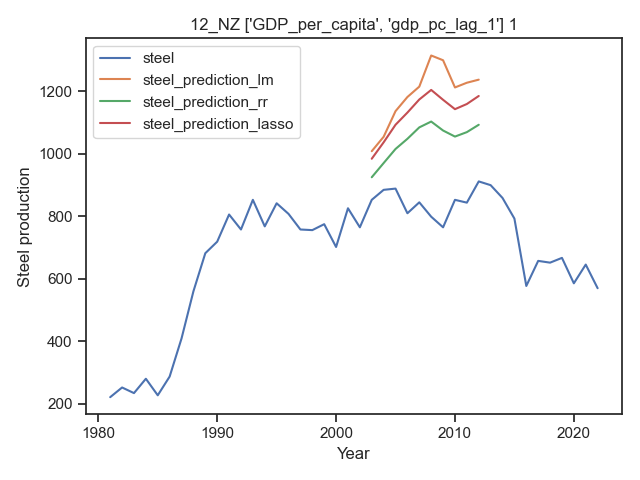 12_NZ ['GDP_per_capita', 'gdp_pc_lag_1'] 1
steel
steel_prediction_lm
steel_prediction_rr
steel_prediction_lasso
Steel production
1200
1000
800
600
400
200
1980
1990
2000
2010
2020
Year